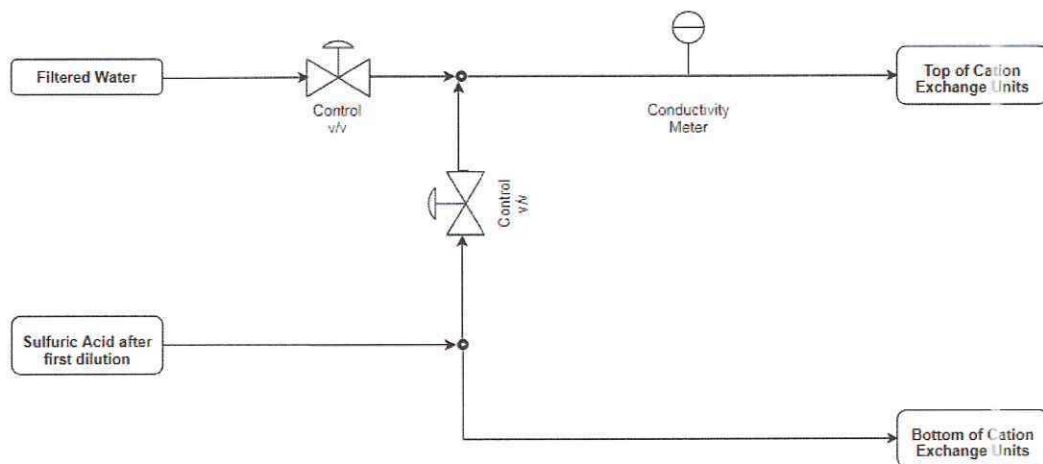 Filtered Water
Control
v/v
Conductivity
Meter
Top of Cation
Exchange Units
Control
v/v
Sulfuric Acid after
first dilution
Bottom of Cation
Exchange Units